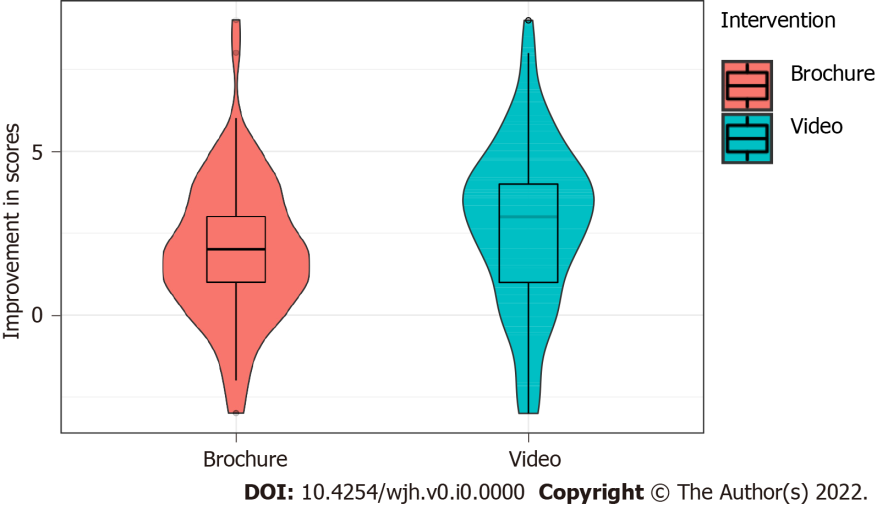 Intervention
Brochure
Video
Improvement in scores
5
0
Brochure Video
DOI: 10.4254/wjh.v0.i0.0000 Copyright © The Author(s) 2022.